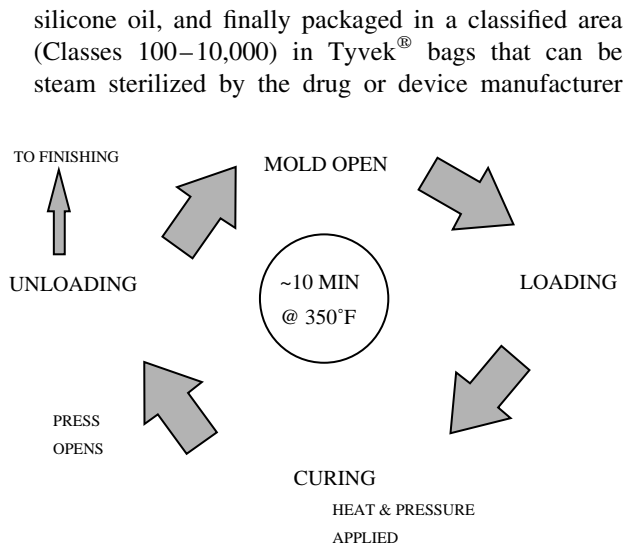 silicone oil, and finally packaged in a classified area
(Classes 100–10,000) in Tyvek® bags that can be
steam sterilized by the drug or device manufacturer
TO FINISHING
MOLD OPEN
UNLOADING
~10 MIN
@ 350°F
LOADING
PRESS
OPENS
CURING
HEAT & PRESSURE
APPLIED